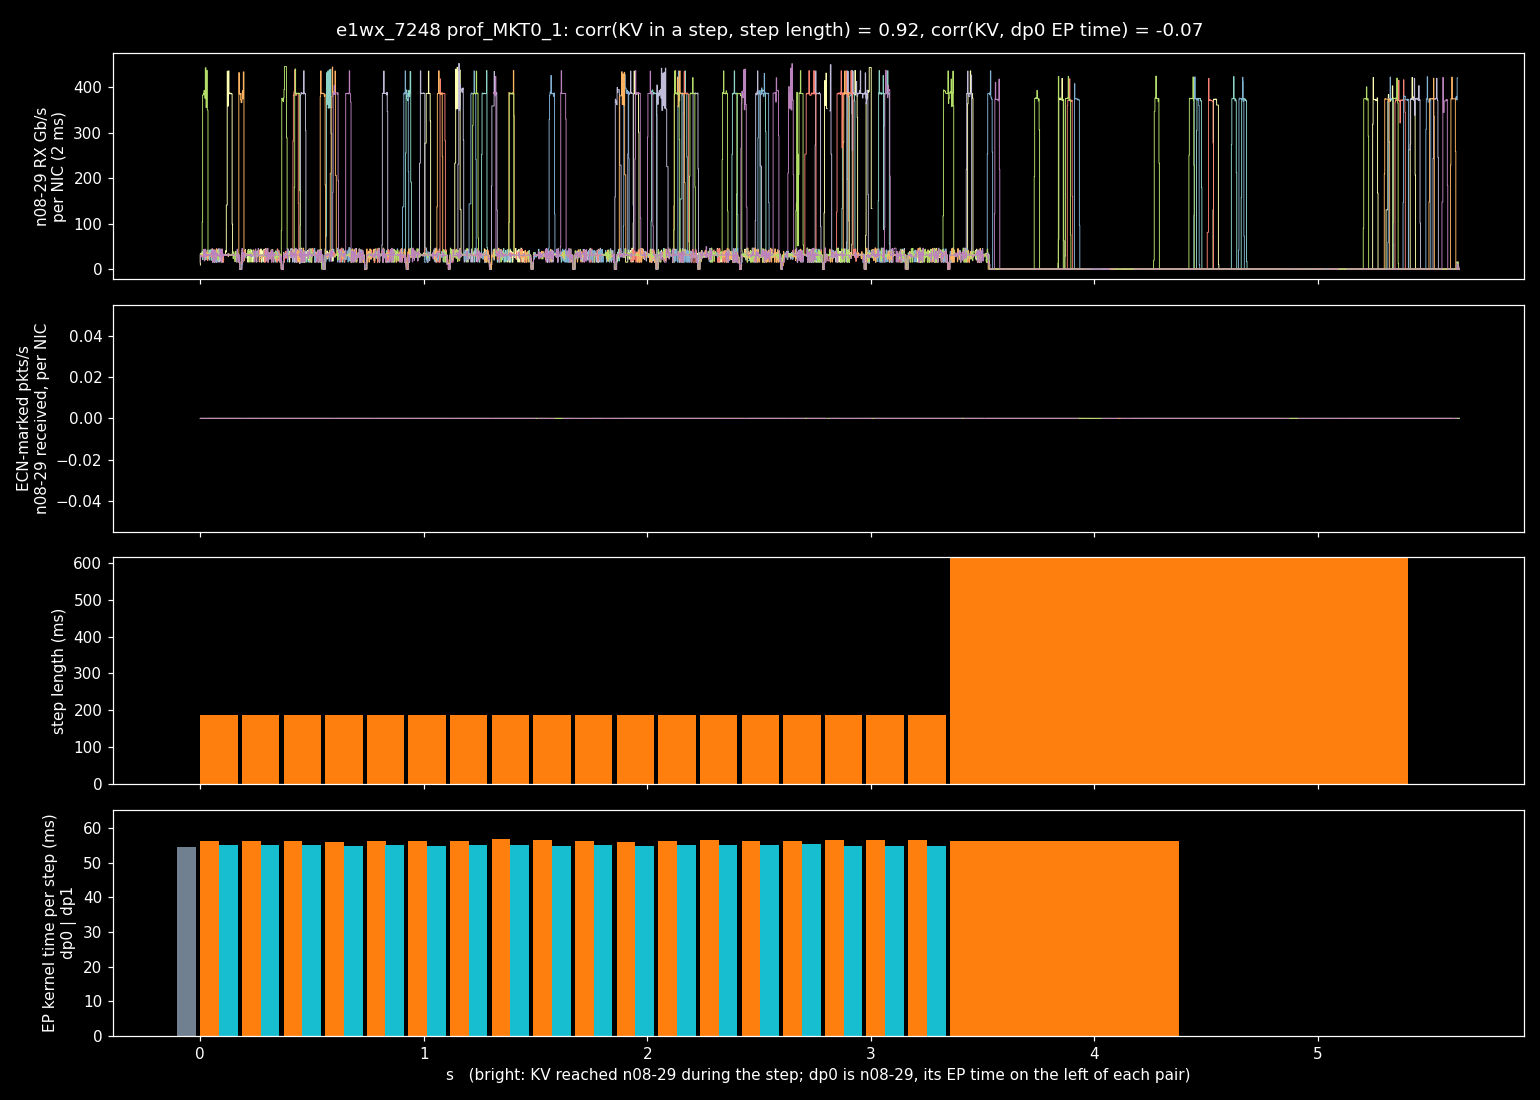 e1wx_7248 prof_MKT0_1: corr(KV in a step, step length) = 0.92, corr(KV, dp0 EP time) = -0.07
n08-29 RX Gb/s
per NIC (2 ms)
400
300
200
100
0
ECN-marked pkts/s
n08-29 received, per NIC
0.04
0.02
0.00
−0.02
−0.04
step length (ms)
600
500
400
300
200
100
0
EP kernel time per step (ms)
dp0 | dp1
60
50
40
30
20
10
0
0 1 2 3 4 5
s (bright: KV reached n08-29 during the step; dp0 is n08-29, its EP time on the left of each pair)